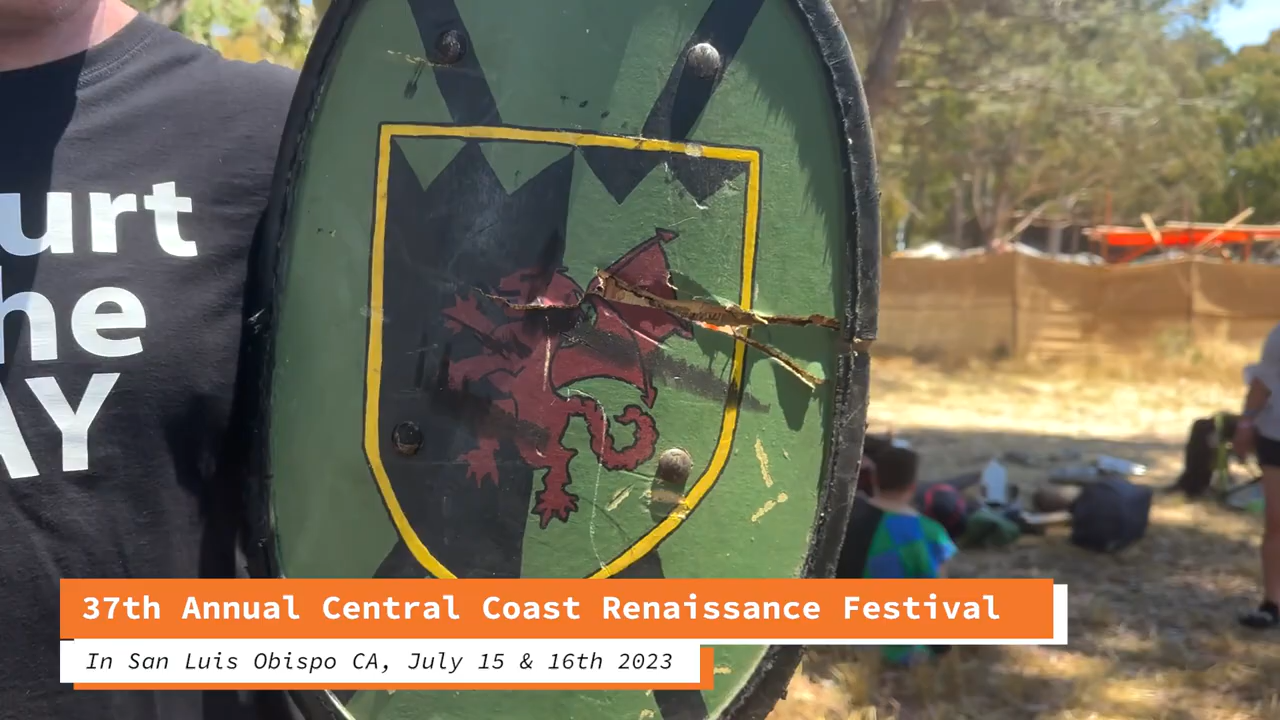 urt
he
AY
37th Annual Central Coast Renaissance Festival
In San Luis Obispo CA, July 15 & 16th 2023